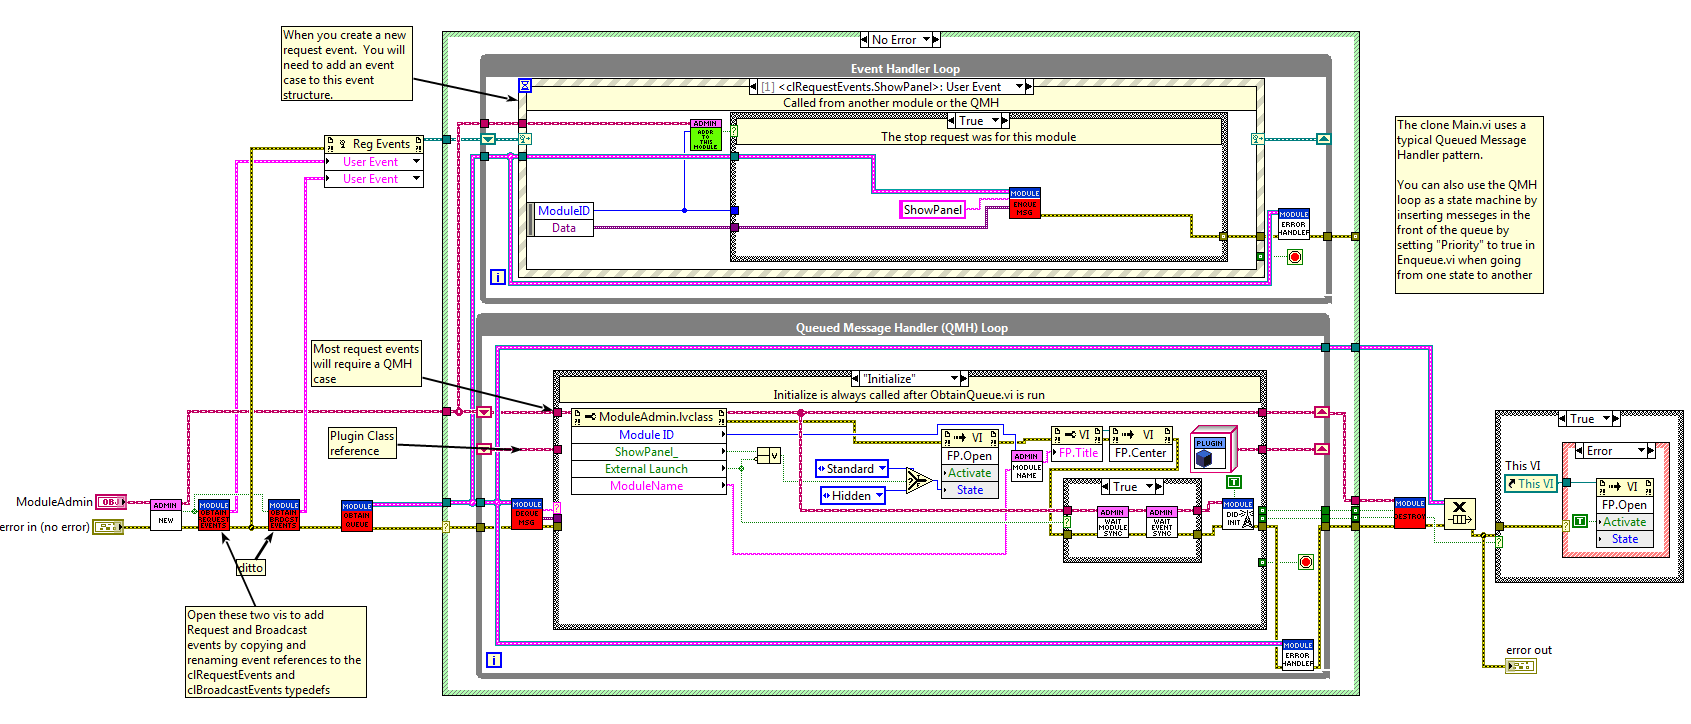 When you create a new
request event.  You will
need to add an event
case to this event
structure.
No Error
Event Handler Loop
[1] <clRequestEvents.ShowPanel>: User Event
Called from another module or the QMH
ADMIN
ADDR
TO
THIS
MODULE
True
The stop request was for this module
Reg Events
User Event
User Event
ModuleID
Data
ShowPanel
MODULE
ENQUE
MSG
MODULE
ERROR
HANDLER
i
The clone Main.vi uses a
typical Queued Message
Handler pattern.
You can also use the QMH
loop as a state machine by
inserting messeges in the
front of the queue by
setting "Priority" to true in
Enqueue.vi when going
from one state to another
Queued Message Handler (QMH) Loop
Most request events
will require a QMH
case
"Initialize"
Initialize is always called after ObtainQueue.vi is run
ModuleAdmin.lvclass
Module ID
ShowPanel_
External Launch
ModuleName
Plugin Class
reference
Standard
Hidden
VI
FP.Open
Activate
State
ADMIN
MODULE
NAME
VI
FP.Title
VI
FP.Center
PLUGIN
True
ADMIN
WAIT
MODULE
SYNC
ADMIN
WAIT
EVENT
SYNC
T
MODULE
DID
INIT
ModuleAdmin
OBJ
error in (no error)
ADMIN
NEW
MODULE
OBTAIN
REQUEST
EVENTS
MODULE
OBTAIN
BRDCST
EVENTS
MODULE
OBTAIN
QUEUE
MODULE
DEQUE
MSG
ditto
Open these two vis to add
Request and Broadcast
events by copying and
renaming event references to the
clRequestEvents and
clBroadcastEvents typedefs
i
MODULE
ERROR
HANDLER
MODULE
DESTROY
True
Error
This VI
This VI
VI
FP.Open
T
Activate
State
error out